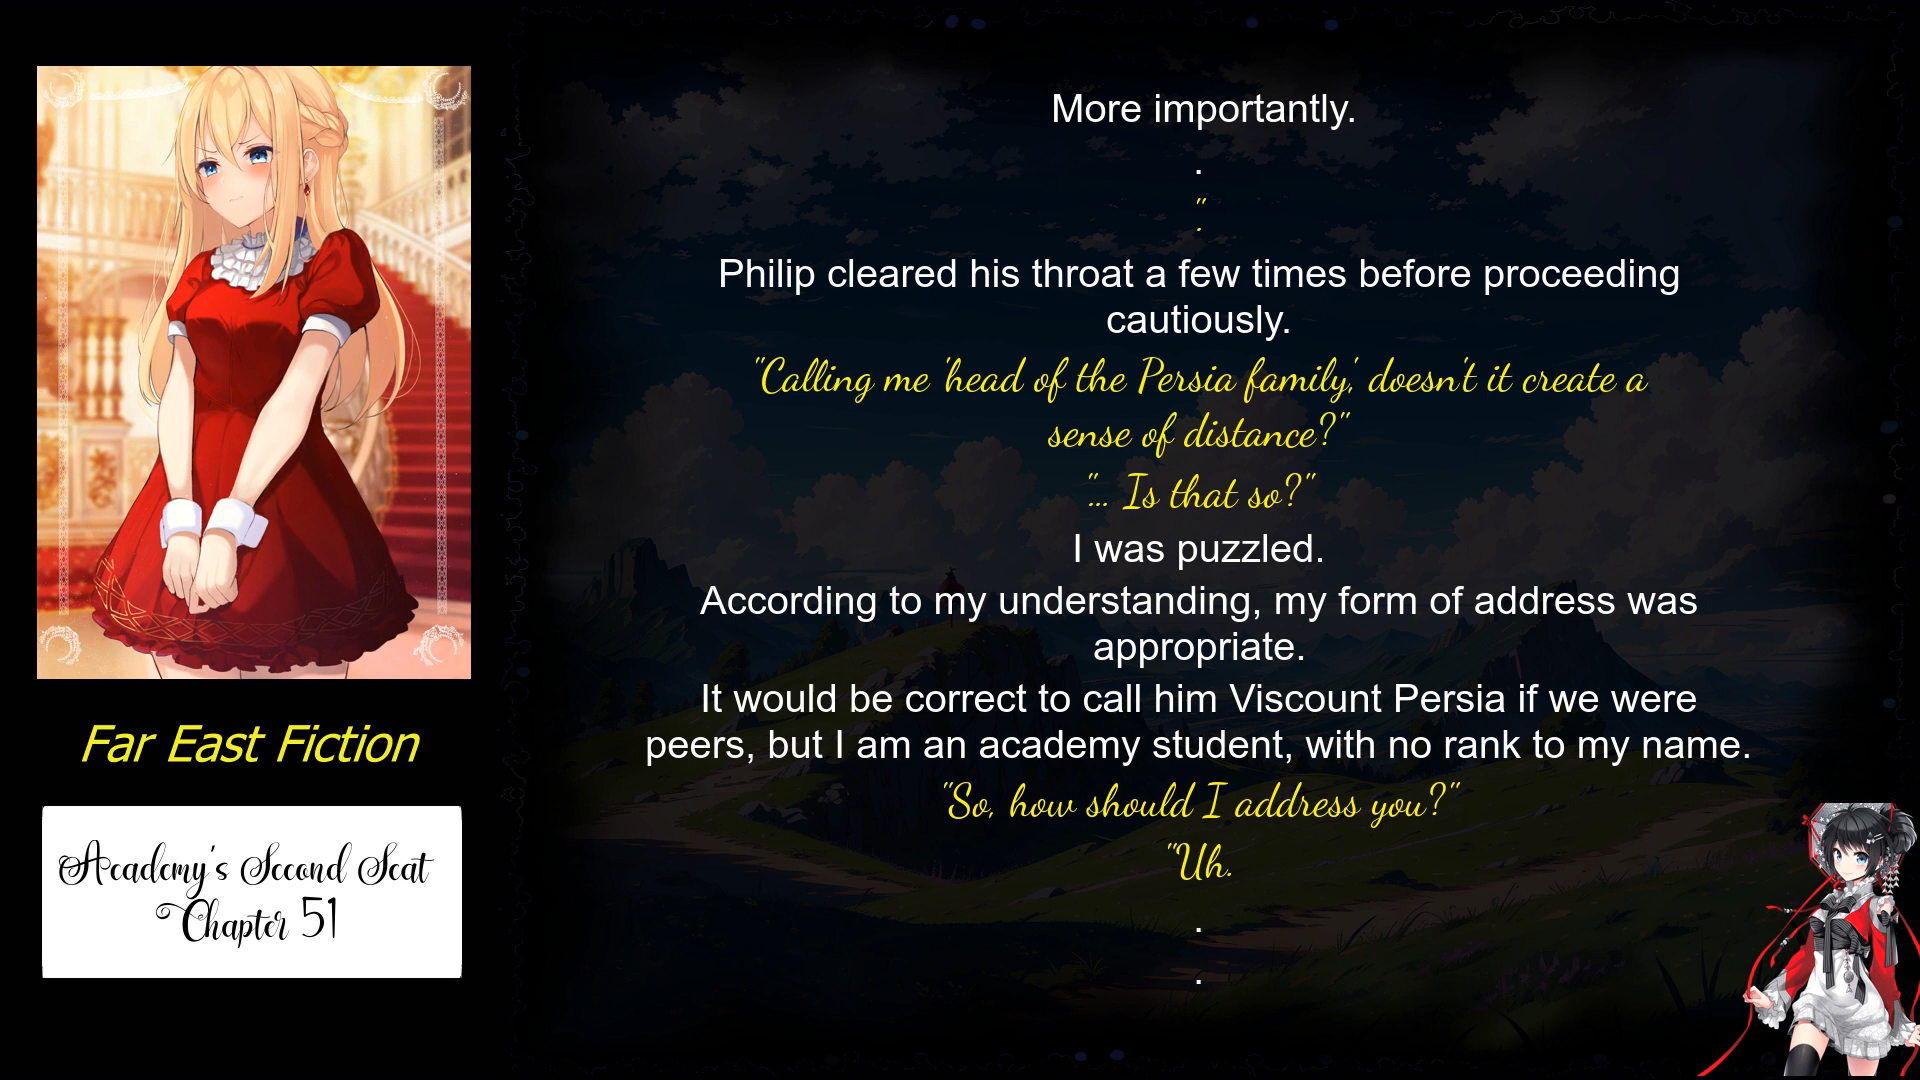 More importantly.
.
".
Philip cleared his throat a few times before proceeding
cautiously.
"Calling me 'head of the Persia family,' doesn't it create a
sense of distance?"
"... Is that so?"
I was puzzled.
According to my understanding, my form of address was
appropriate.
It would be correct to call him Viscount Persia if we were
peers, but I am an academy student, with no rank to my name.
"So, how should I address you?"
"Uh.
.
.
Far East Fiction
Academy's Second Seat
Chapter 51